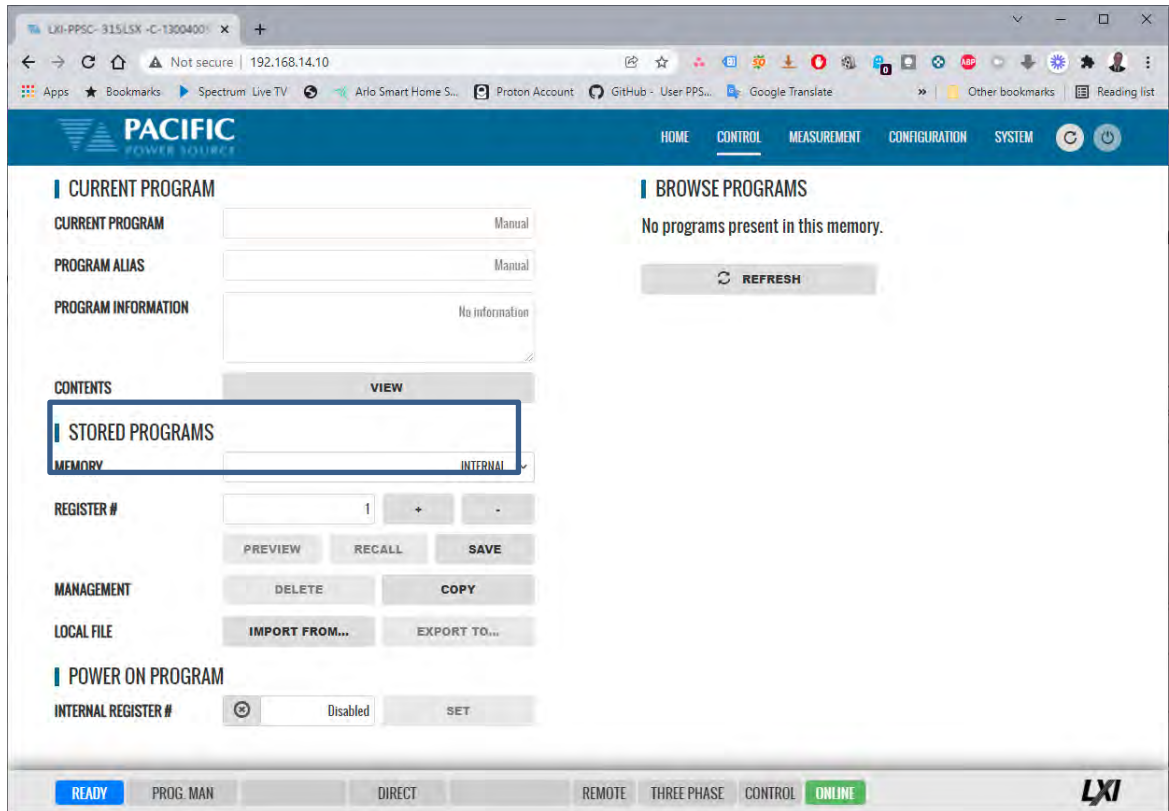 LXI-PPSC- 315LSX -C-1300400
Not secure | 192.168.14.10
Apps Bookmarks Spectrum Live TV Arlo Smart Home S... Proton Account GitHub - User PPS... Google Translate » Other bookmarks Reading list
PACIFIC
POWER SOURCE
HOME CONTROL MEASUREMENT CONFIGURATION SYSTEM
CURRENT PROGRAM
CURRENT PROGRAM Manual
PROGRAM ALIAS Manual
PROGRAM INFORMATION No information
CONTENTS VIEW
STORED PROGRAMS
MEMORY INTERNAL
REGISTER # 1 + -
PREVIEW RECALL SAVE
MANAGEMENT DELETE COPY
LOCAL FILE IMPORT FROM... EXPORT TO...
POWER ON PROGRAM
INTERNAL REGISTER # Disabled SET
BROWSE PROGRAMS
No programs present in this memory.
REFRESH
READY PROG. MAN DIRECT REMOTE THREE PHASE CONTROL ONLINE LXI